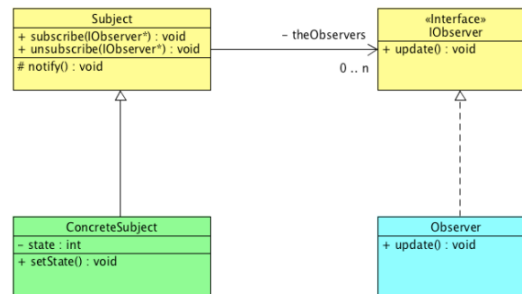 Subject
+ subscribe(IObserver*) : void
+ unsubscribe(IObserver*) : void
# notify() : void
- theObservers
0 .. n
«Interface»
IObserver
+ update() : void
ConcreteSubject
- state : int
+ setState() : void
Observer
+ update() : void